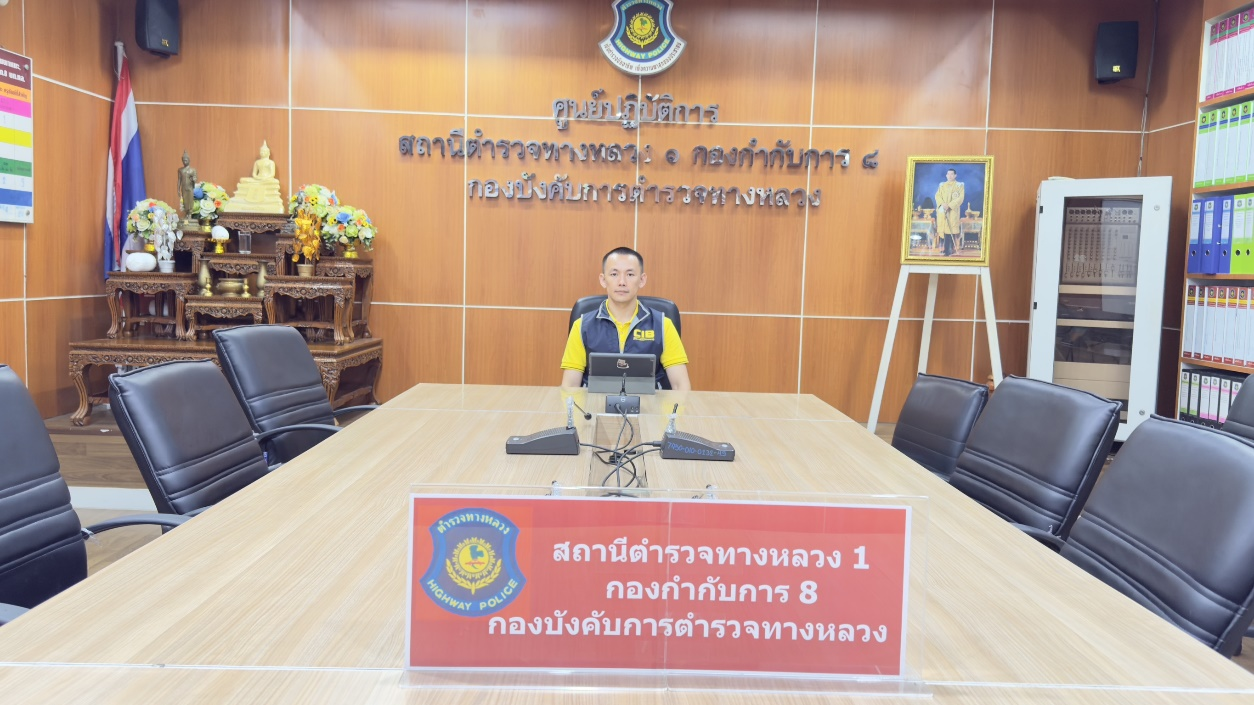 HIGHWAY POLICE
ศูนย์ปฏิบัติการ
สถานีตำรวจทางหลวง ๑ กองกำกับการ ๘
กองบังคับการตำรวจทางหลวง
CIB
ตำรวจทางหลวง
HIGHWAY POLICE
สถานีตำรวจทางหลวง 1
กองกำกับการ 8
กองบังคับการตำรวจทางหลวง